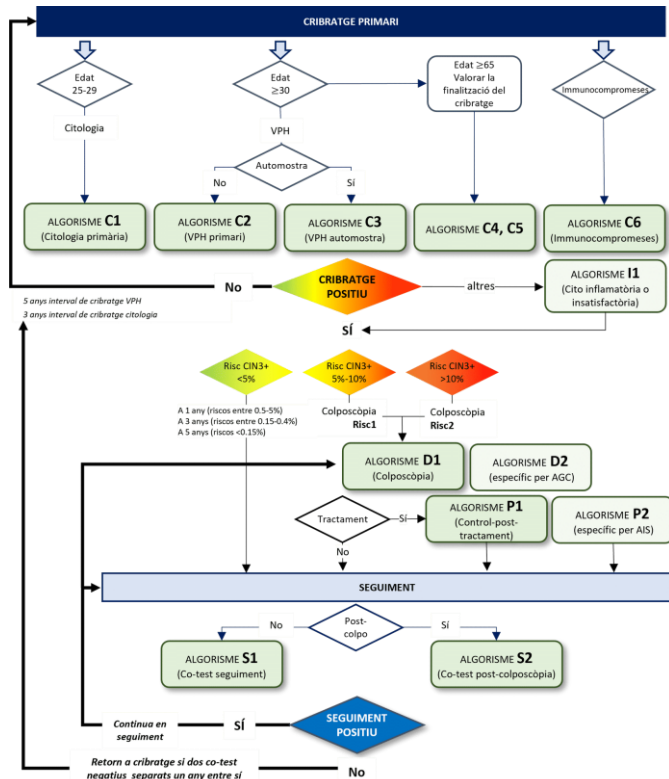 CRIBRATGE PRIMARI
Edat
25-29
Edat
≥30
Edat ≥65
Valorar la
finalització del
cribratge
Immunocompromeses
Citologia
VPH
Automostra
No
Sí
ALGORISME C1
(Citologia primària)
ALGORISME C2
(VPH primari)
ALGORISME C3
(VPH automostra)
ALGORISME C4, C5
ALGORISME C6
(Immunocompromeses)
No
CRIBRATGE
POSITIU
altres
ALGORISME I1
(Cito inflamatòria o
insatisfactòria)
5 anys interval de cribratge VPH
3 anys interval de cribratge citologia
SÍ
Risc CIN3+
<5%
Risc CIN3+
5%-10%
Risc CIN3+
>10%
A 1 any (riscos entre 0.5-5%)
A 3 anys (riscos entre 0.15-0.4%)
A 5 anys (riscos <0.15%)
Colposcòpia
Risc1
Colposcòpia
Risc2
ALGORISME D1
(Colposcòpia)
ALGORISME D2
(específic per AGC)
Tractament
Sí
No
ALGORISME P1
(Control-post-
tractament)
ALGORISME P2
(específic per AIS)
SEGUIMENT
No
Post-
colpo
Sí
ALGORISME S1
(Co-test seguiment)
ALGORISME S2
(Co-test post-colposcòpia)
Continua en
seguiment
SÍ
SEGUIMENT
POSITIU
Retorn a cribratge si dos co-test
negatius separats un any entre sí
No